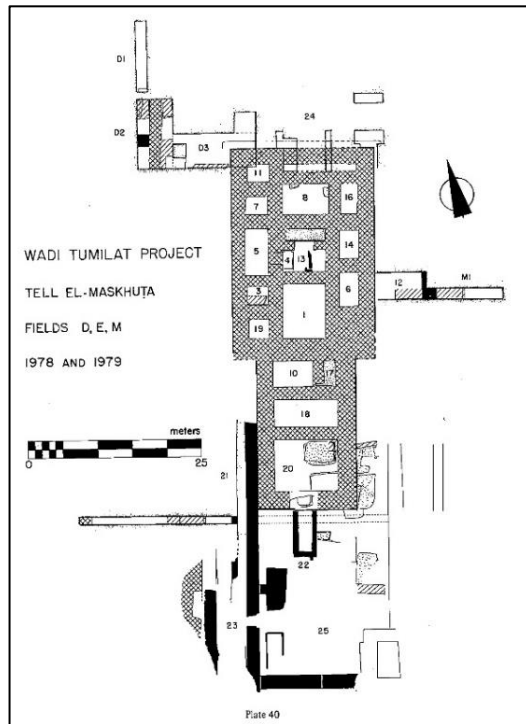 D1
D2
D3
24
11
8
16
7
5
4
13
14
3
6
12
M1
19
1
WADI TUMILAT PROJECT
TELL EL-MASKHUṬA
FIELDS D, E, M
1978 AND 1979
10
17
18
meters
0
25
20
21
22
23
25
Plate 40